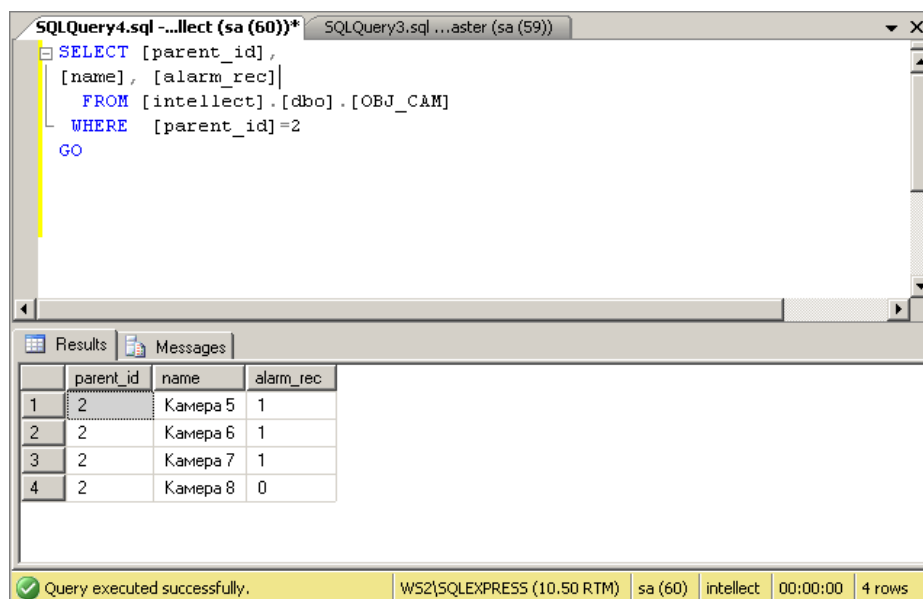 SQLQuery4.sql -...llect (sa (60))* SQLQuery3.sql ...aster (sa (59))
SELECT [parent_id],
[name], [alarm_rec]
FROM [intellect].[dbo].[OBJ_CAM]
WHERE [parent_id]=2
GO
Results Messages
parent_id name alarm_rec
1 2 Камера 5 1
2 2 Камера 6 1
3 2 Камера 7 1
4 2 Камера 8 0
Query executed successfully. WS2\SQLEXPRESS (10.50 RTM) sa (60) intellect 00:00:00 4 rows